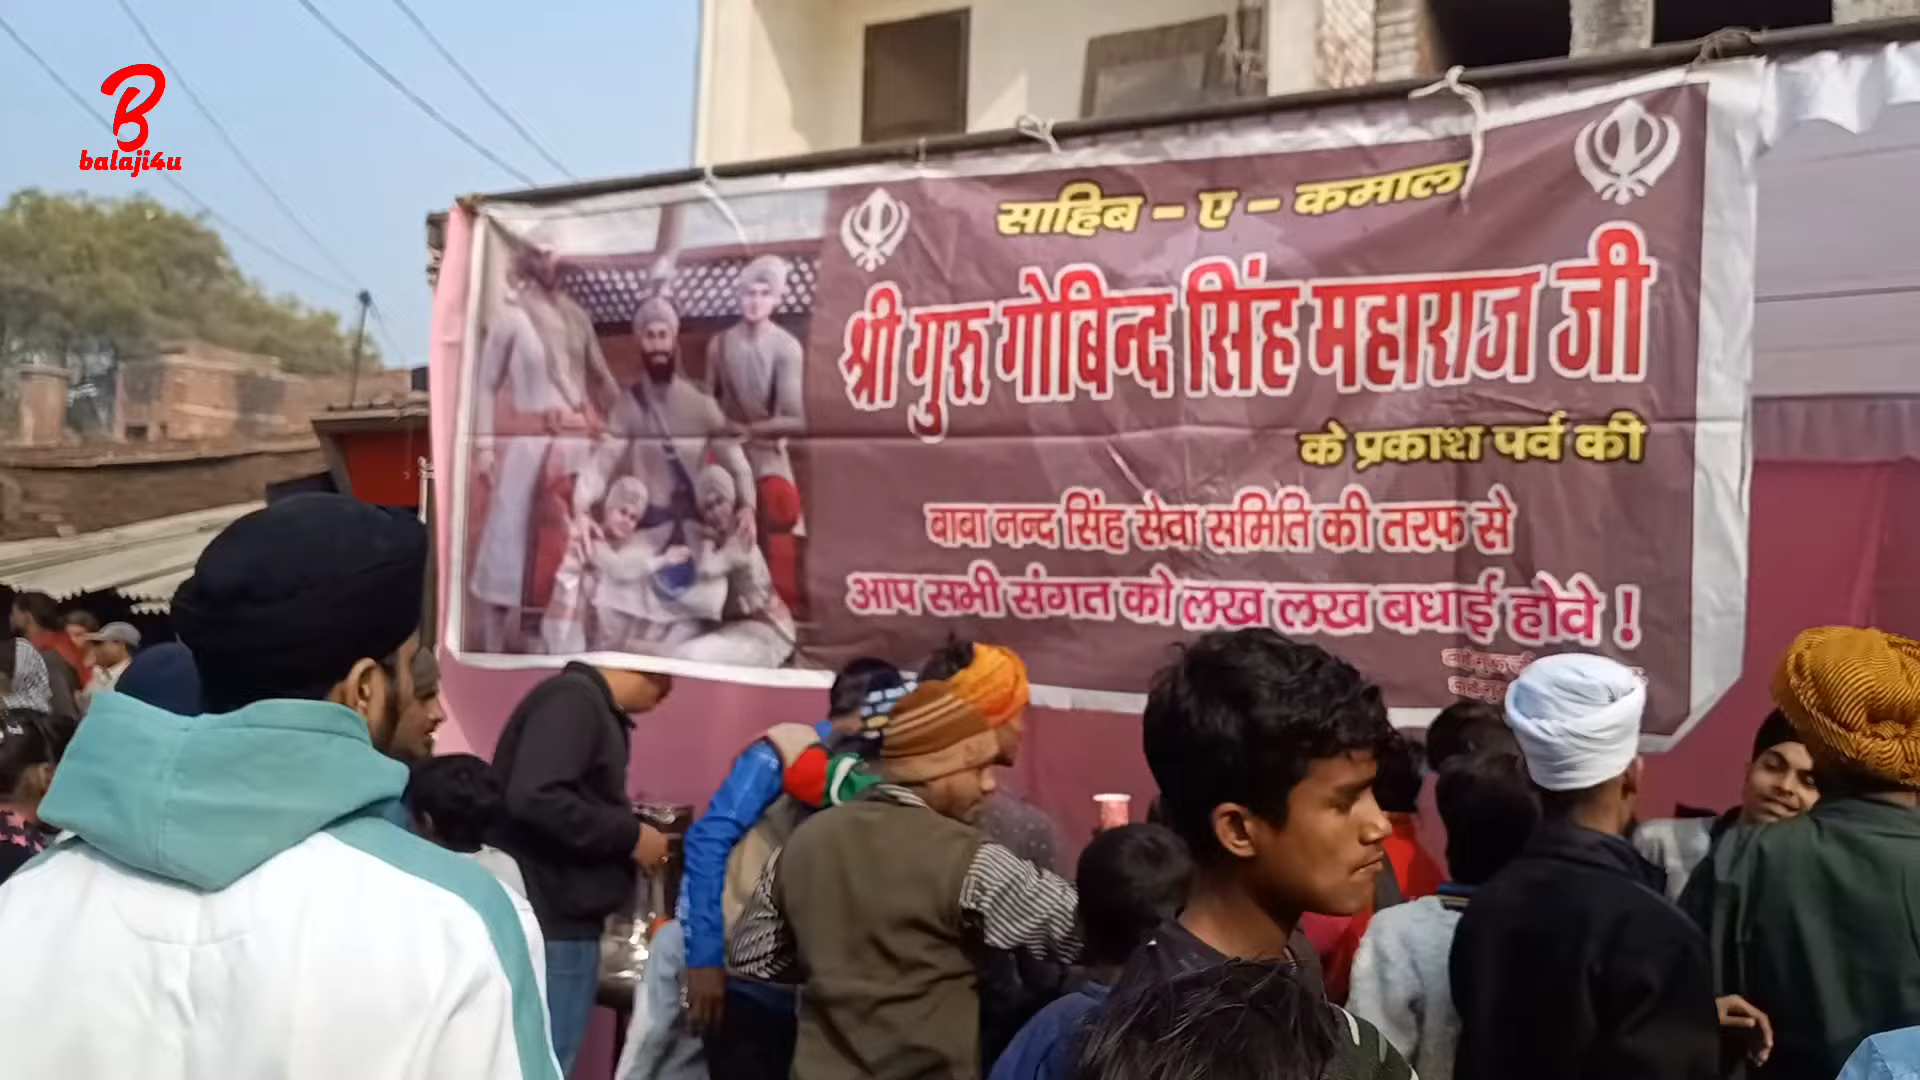 B
balaji4u
साहिब - ए - कमाल
श्री गुरू गोबिन्द सिंह महाराज जी
के प्रकाश पर्व की
बाबा नन्द सिंह सेवा समिति की तरफ से
आप सभी संगत को लख लख बधाई होवे !